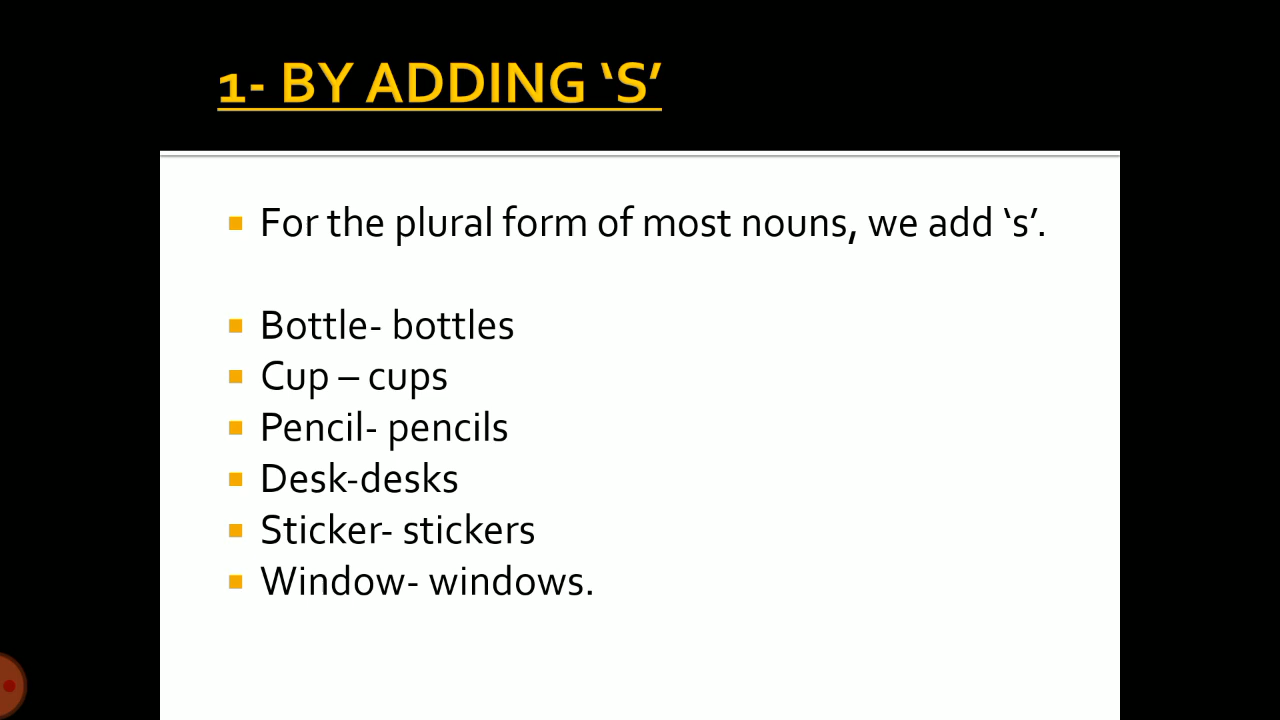 1- BY ADDING ‘S’
For the plural form of most nouns, we add ‘s’.
Bottle- bottles
Cup – cups
Pencil- pencils
Desk-desks
Sticker- stickers
Window- windows.